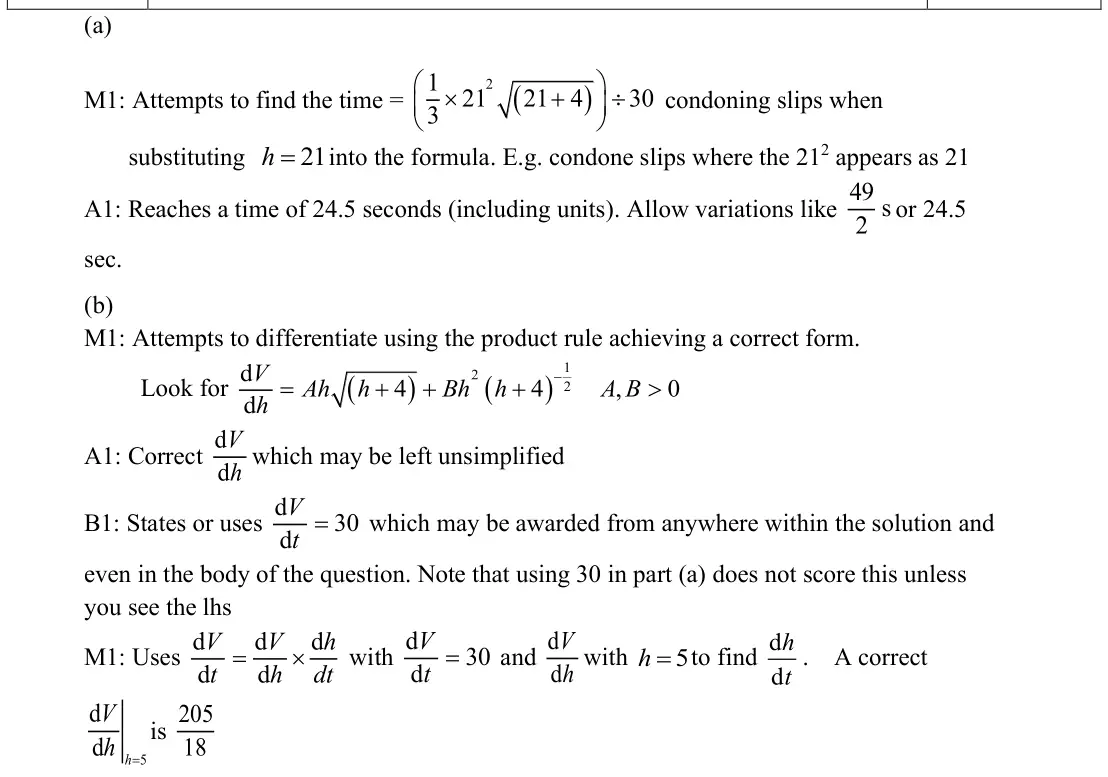 (a)
M1: Attempts to find the time = (1/3 × 21² √(21 + 4)) ÷ 30 condoning slips when
substituting h = 21 into the formula. E.g. condone slips where the 21² appears as 21
A1: Reaches a time of 24.5 seconds (including units). Allow variations like 49/2 s or 24.5
sec.
(b)
M1: Attempts to differentiate using the product rule achieving a correct form.
Look for dV/dh = Ah√(h + 4) + Bh² (h + 4)^(-1/2) A, B > 0
A1: Correct dV/dh which may be left unsimplified
B1: States or uses dV/dt = 30 which may be awarded from anywhere within the solution and
even in the body of the question. Note that using 30 in part (a) does not score this unless
you see the lhs
M1: Uses dV/dt = dV/dh × dh/dt with dV/dt = 30 and dV/dh with h = 5 to find dh/dt. A correct
dV/dh|h=5 is 205/18